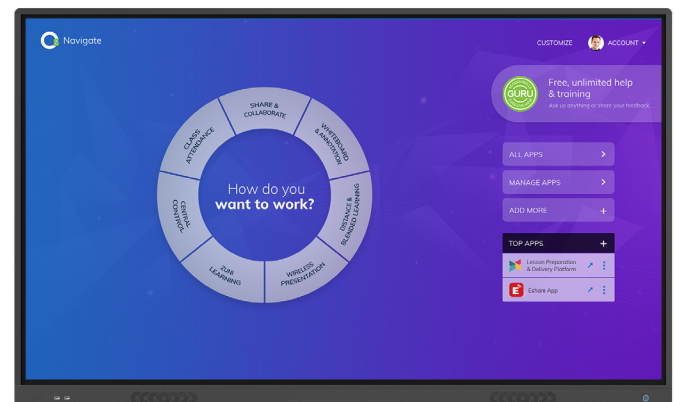 Navigate
CUSTOMIZE
ACCOUNT
Free, unlimited help
& training
Ask us anything or share your feedback.
GURU
SHARE &
COLLABORATE
WHITEBOARD
& ANNOTATION
DISTANCE &
BLENDED LEARNING
WIRELESS
PRESENTATION
2UNI
LEARNING
CENTRAL
CONTROL
CLASS
ATTENDANCE
How do you
want to work?
ALL APPS
MANAGE APPS
ADD MORE
TOP APPS
Lesson Preparation
& Delivery Platform
Eshare App